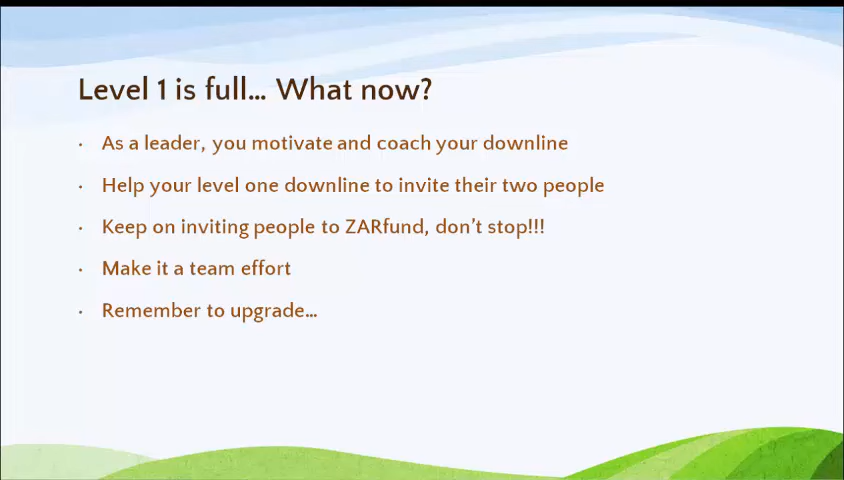 Level 1 is full... What now?
· As a leader, you motivate and coach your downline
· Help your level one downline to invite their two people
· Keep on inviting people to ZARfund, don't stop!!!
· Make it a team effort
· Remember to upgrade...